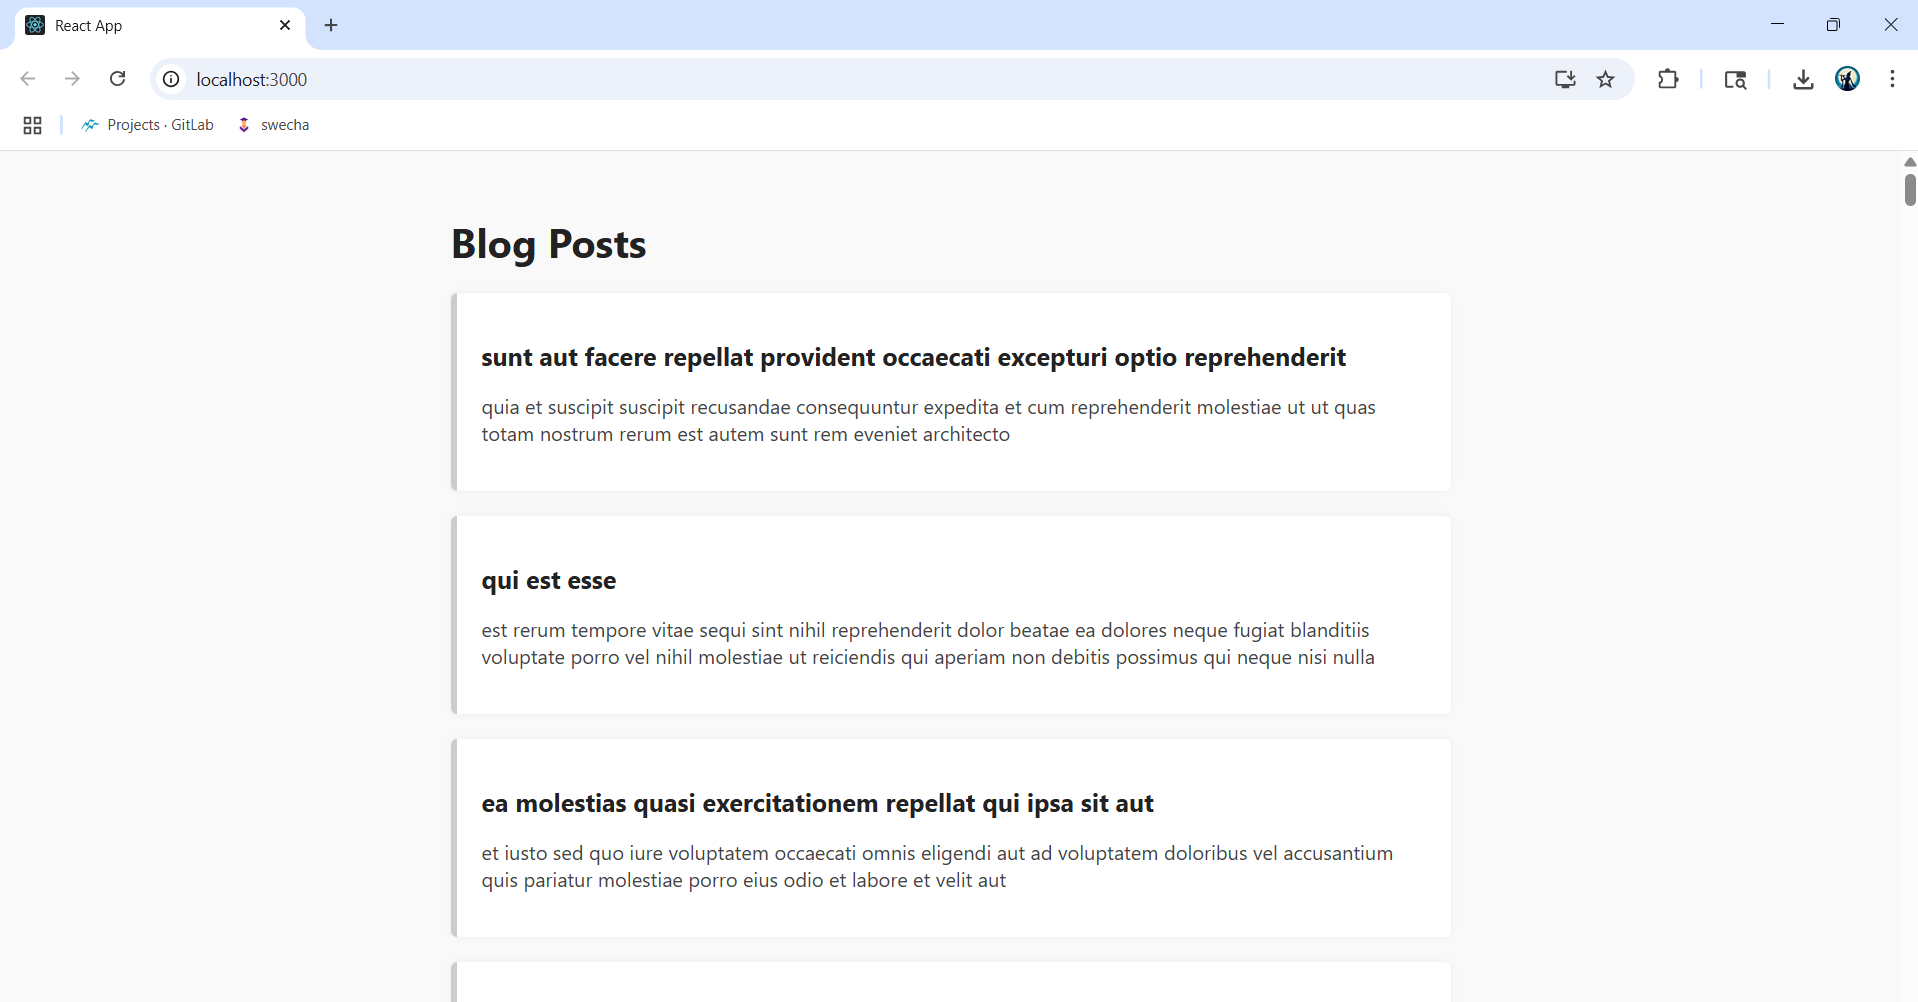 React App
localhost:3000
Projects · GitLab
swecha
Blog Posts
sunt aut facere repellat provident occaecati excepturi optio reprehenderit
quia et suscipit suscipit recusandae consequuntur expedita et cum reprehenderit molestiae ut ut quas
totam nostrum rerum est autem sunt rem eveniet architecto
qui est esse
est rerum tempore vitae sequi sint nihil reprehenderit dolor beatae ea dolores neque fugiat blanditiis
voluptate porro vel nihil molestiae ut reiciendis qui aperiam non debitis possimus qui neque nisi nulla
ea molestias quasi exercitationem repellat qui ipsa sit aut
et iusto sed quo iure voluptatem occaecati omnis eligendi aut ad voluptatem doloribus vel accusantium
quis pariatur molestiae porro eius odio et labore et velit aut